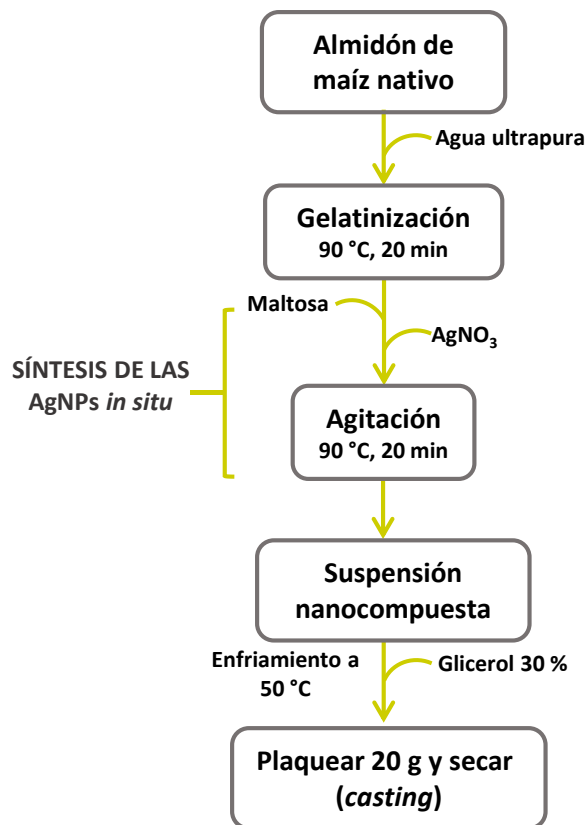 Almidón de
maíz nativo
Agua ultrapura
Gelatinización
90 °C, 20 min
Maltosa
AgNO₃
SÍNTESIS DE LAS
AgNPs in situ
Agitación
90 °C, 20 min
Suspensión
nanocompuesta
Enfriamiento a
50 °C
Glicerol 30 %
Plaquear 20 g y secar
(casting)